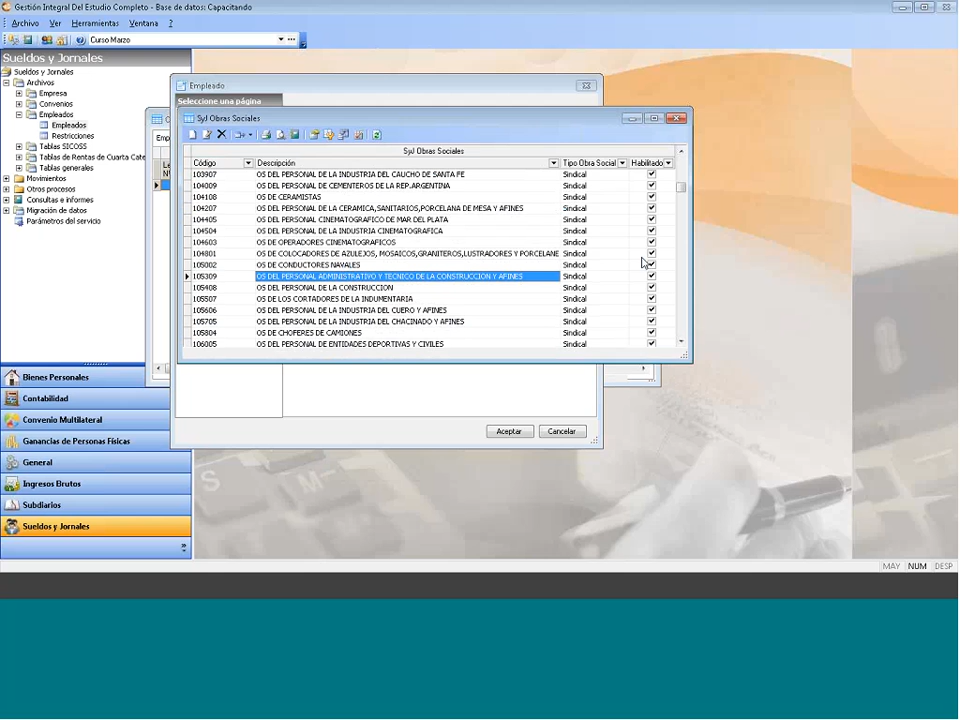 Gestión Integral Del Estudio Completo - Base de datos: Capacitando
Archivo Ver Herramientas Ventana ?
Curso Marzo
Sueldos y Jornales
Sueldos y Jornales
Archivos
Empresa
Convenios
Empleados
Empleados
Restricciones
Tablas SICOSS
Tablas de Rentas de Cuarta Cate
Tablas generales
Movimientos
Otros procesos
Consultas e informes
Migración de datos
Parámetros del servicio
Bienes Personales
Contabilidad
Convenio Multilateral
Ganancias de Personas Físicas
General
Ingresos Brutos
Subdiarios
Sueldos y Jornales
Emp
Empleado
Seleccione una página
SyJ Obras Sociales
SyJ Obras Sociales
Código Descripción Tipo Obra Social Habilitado
103907 OS DEL PERSONAL DE LA INDUSTRIA DEL CAUCHO DE SANTA FE Sindical
104009 OS DEL PERSONAL DE CEMENTEROS DE LA REP.ARGENTINA Sindical
104108 OS DE CERAMISTAS Sindical
104207 OS DEL PERSONAL DE LA CERAMICA,SANITARIOS,PORCELANA DE MESA Y AFINES Sindical
104405 OS DEL PERSONAL CINEMATOGRAFICO DE MAR DEL PLATA Sindical
104504 OS DEL PERSONAL DE LA INDUSTRIA CINEMATOGRAFICA Sindical
104603 OS DE OPERADORES CINEMATOGRAFICOS Sindical
104801 OS DE COLOCADORES DE AZULEJOS, MOSAICOS,GRANITEROS,LUSTRADORES Y PORCELANE Sindical
105002 OS DE CONDUCTORES NAVALES Sindical
105309 OS DEL PERSONAL ADMINISTRATIVO Y TECNICO DE LA CONSTRUCCION Y AFINES Sindical
105408 OS DEL PERSONAL DE LA CONSTRUCCION Sindical
105507 OS DE LOS CORTADORES DE LA INDUMENTARIA Sindical
105606 OS DEL PERSONAL DE LA INDUSTRIA DEL CUERO Y AFINES Sindical
105705 OS DEL PERSONAL DE LA INDUSTRIA DEL CHACINADO Y AFINES Sindical
105804 OS DE CHOFERES DE CAMIONES Sindical
106005 OS DEL PERSONAL DE ENTIDADES DEPORTIVAS Y CIVILES Sindical
Aceptar Cancelar
MAY NUM DESP